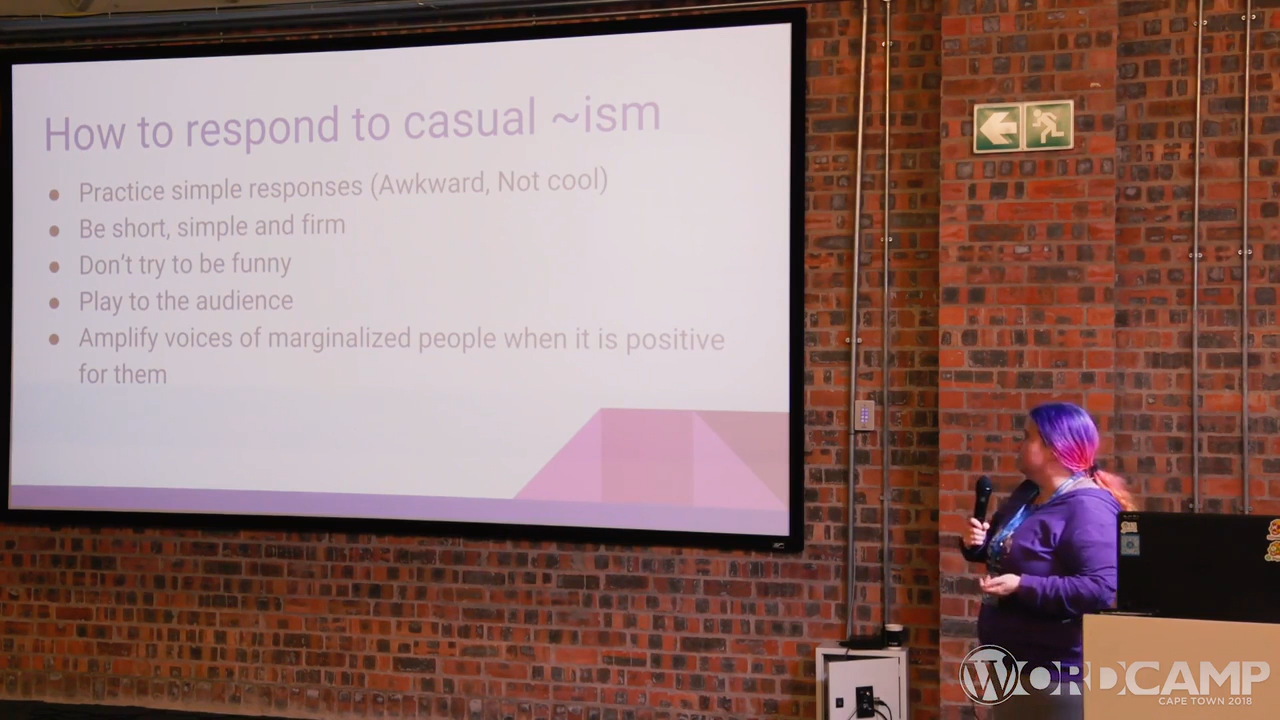 How to respond to casual ~ism
● Practice simple responses (Awkward, Not cool)
● Be short, simple and firm
● Don't try to be funny
● Play to the audience
● Amplify voices of marginalized people when it is positive
for them
WORDCAMP
CAPE TOWN 2018